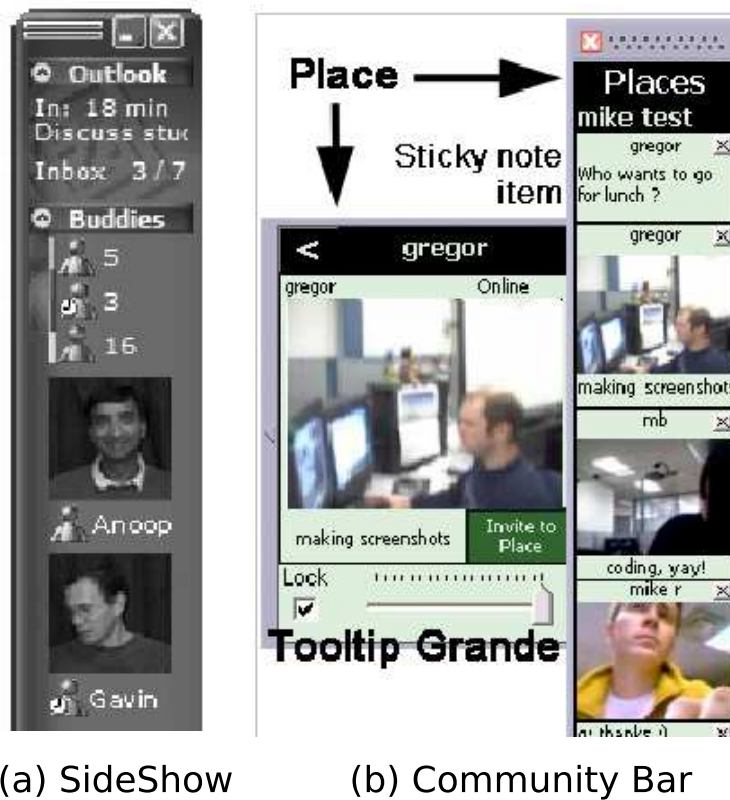 Outlook
In: 18 min
Discuss stuc
Inbox: 3 / 7
Buddies
5
3
16
Anoop
Gavin
(a) SideShow
Place
Sticky note
item
< gregor
gregor Online
making screenshots
Invite to
Place
Lock
Tooltip Grande
Places
mike test
gregor
Who wants to go
for lunch ?
gregor
making screenshots
mb
coding, yay!
mike r
thanks :)
(b) Community Bar